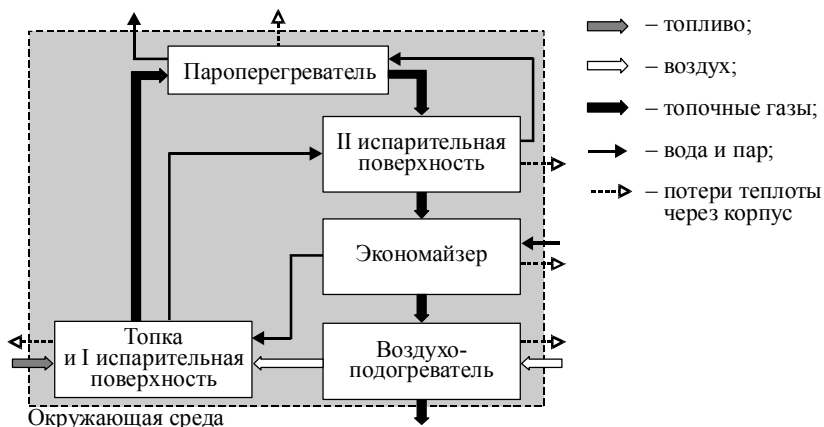 Пароперегреватель
II испарительная
поверхность
Экономайзер
Топка
и I испарительная
поверхность
Воздухо-
подогреватель
Окружающая среда
– топливо;
– воздух;
– топочные газы;
– вода и пар;
– потери теплоты
через корпус